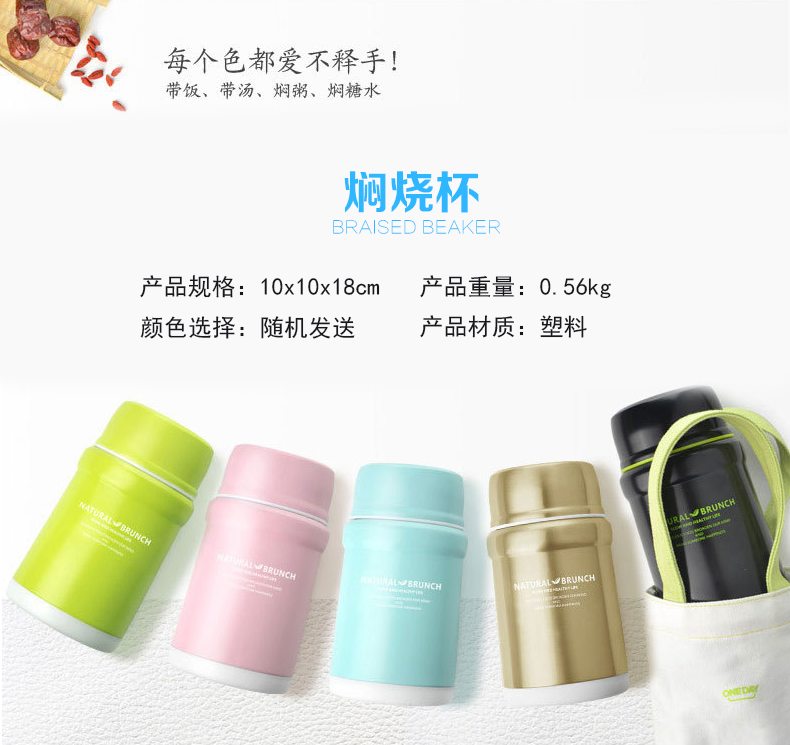 每个色都爱不释手!
带饭、带汤、焖粥、焖糖水
焖烧杯
BRAISED BEAKER
产品规格：10x10x18cm 产品重量：0.56kg
颜色选择：随机发送 产品材质：塑料
NATURAL BRUNCH
NATURAL BRUNCH
NATURAL BRUNCH
NATURAL BRUNCH
URAL BRUNCH
ONEDAY